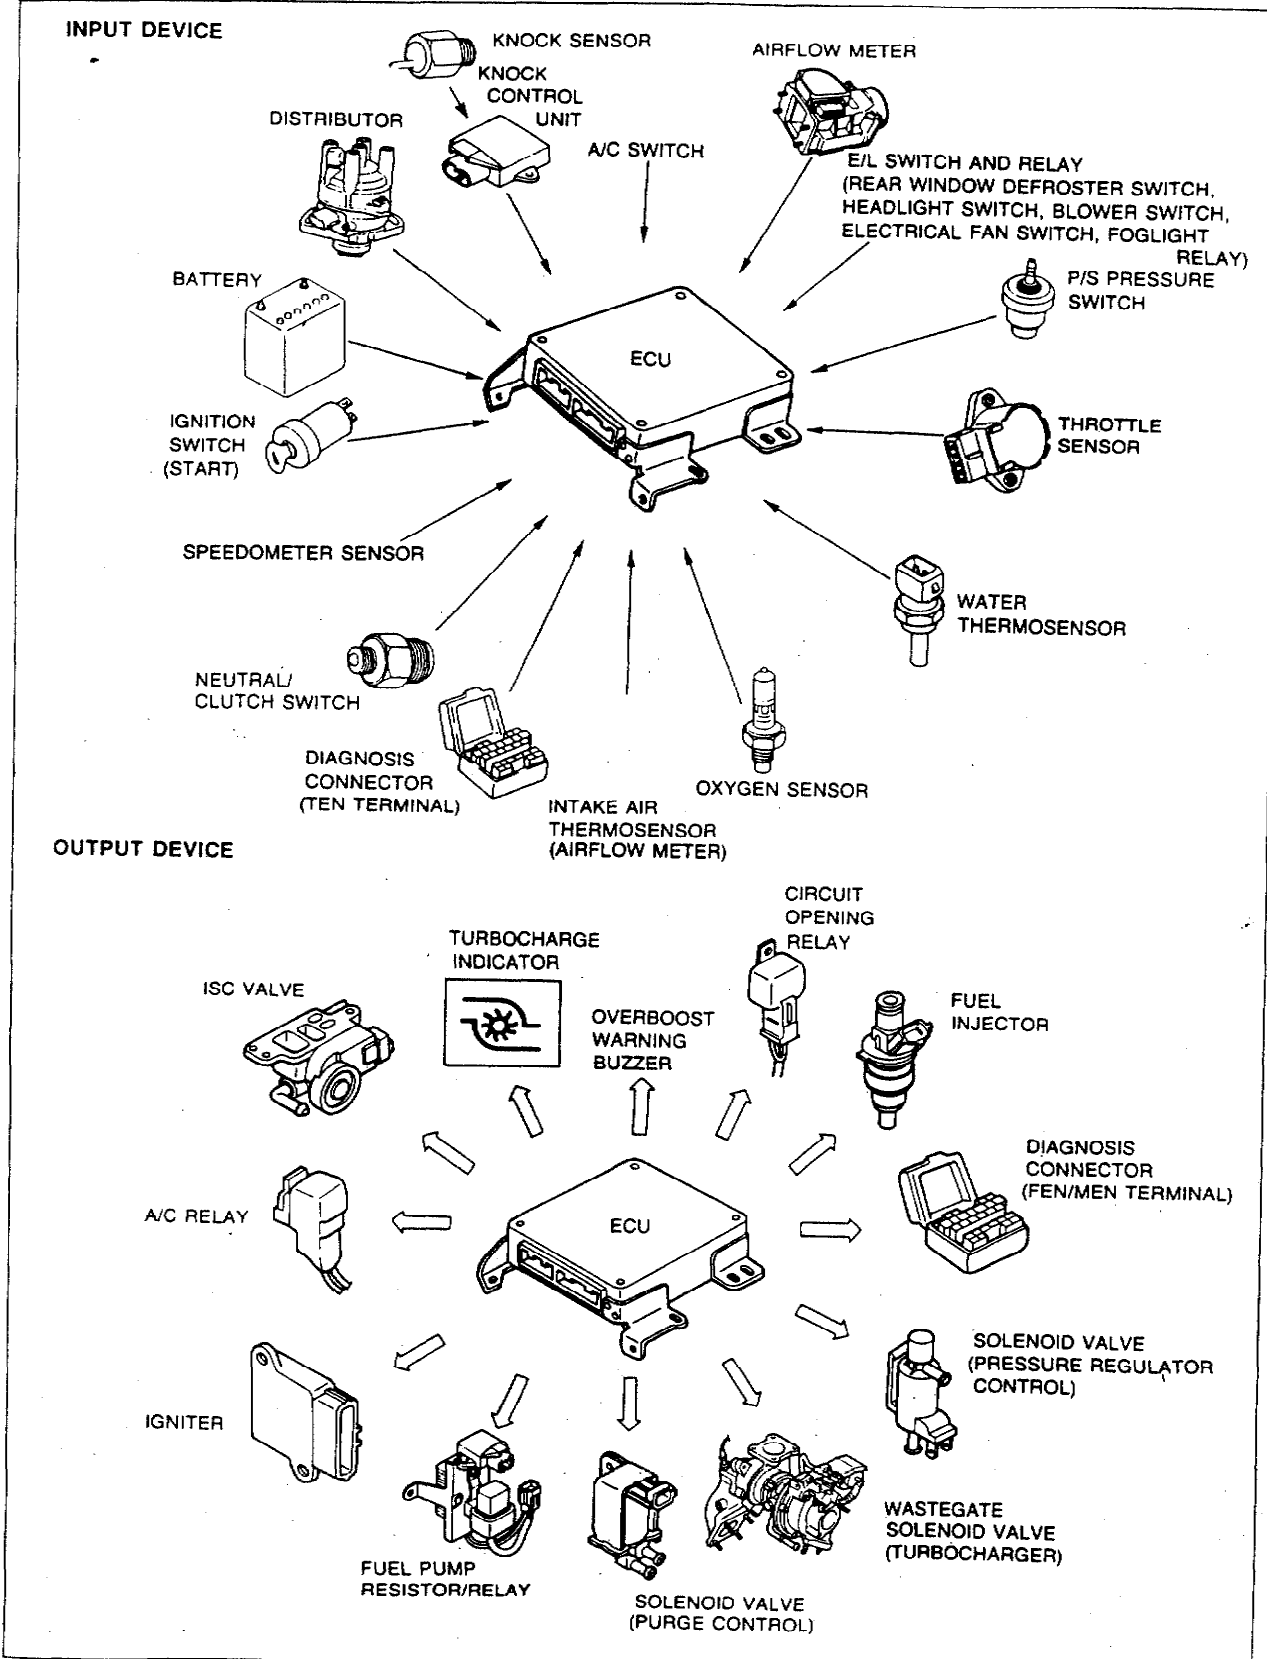 INPUT DEVICE
KNOCK SENSOR
KNOCK
CONTROL
UNIT
DISTRIBUTOR
A/C SWITCH
AIRFLOW METER
E/L SWITCH AND RELAY
(REAR WINDOW DEFROSTER SWITCH,
HEADLIGHT SWITCH, BLOWER SWITCH,
ELECTRICAL FAN SWITCH, FOGLIGHT
RELAY)
BATTERY
P/S PRESSURE
SWITCH
ECU
IGNITION
SWITCH
(START)
THROTTLE
SENSOR
SPEEDOMETER SENSOR
WATER
THERMOSENSOR
NEUTRAL/
CLUTCH SWITCH
DIAGNOSIS
CONNECTOR
(TEN TERMINAL)
INTAKE AIR
THERMOSENSOR
(AIRFLOW METER)
OXYGEN SENSOR
OUTPUT DEVICE
CIRCUIT
OPENING
RELAY
TURBOCHARGE
INDICATOR
ISC VALVE
OVERBOOST
WARNING
BUZZER
FUEL
INJECTOR
DIAGNOSIS
CONNECTOR
(FEN/MEN TERMINAL)
A/C RELAY
ECU
SOLENOID VALVE
(PRESSURE REGULATOR
CONTROL)
IGNITER
WASTEGATE
SOLENOID VALVE
(TURBOCHARGER)
FUEL PUMP
RESISTOR/RELAY
SOLENOID VALVE
(PURGE CONTROL)